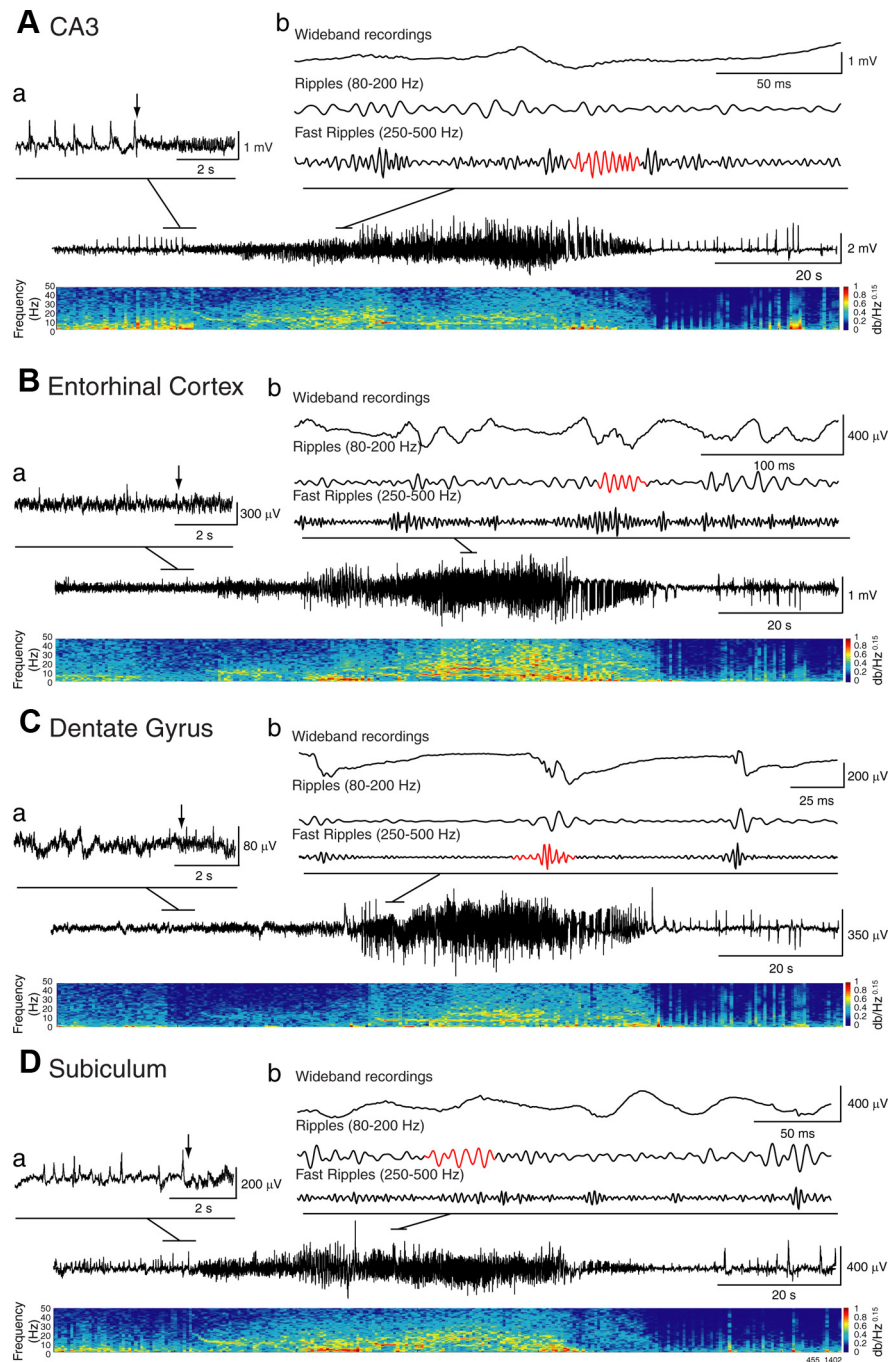 A CA3
b
Wideband recordings
1 mV
50 ms
Ripples (80-200 Hz)
a
1 mV
2 s
Fast Ripples (250-500 Hz)
2 mV
20 s
Frequency
(Hz)
50
40
30
20
10
0
1
0.8
0.6
0.4
0.2
0
db/Hz 0.15
B Entorhinal Cortex
b
Wideband recordings
400 µV
Ripples (80-200 Hz)
100 ms
a
300 µV
2 s
Fast Ripples (250-500 Hz)
1 mV
20 s
Frequency
(Hz)
50
40
30
20
10
0
1
0.8
0.6
0.4
0.2
0
db/Hz 0.15
C Dentate Gyrus
b
Wideband recordings
200 µV
Ripples (80-200 Hz)
25 ms
a
80 µV
2 s
Fast Ripples (250-500 Hz)
350 µV
20 s
Frequency
(Hz)
50
40
30
20
10
0
1
0.8
0.6
0.4
0.2
0
db/Hz 0.15
D Subiculum
b
Wideband recordings
400 µV
Ripples (80-200 Hz)
50 ms
a
200 µV
2 s
Fast Ripples (250-500 Hz)
400 µV
20 s
Frequency
(Hz)
50
40
30
20
10
0
1
0.8
0.6
0.4
0.2
0
db/Hz 0.15
455_1402